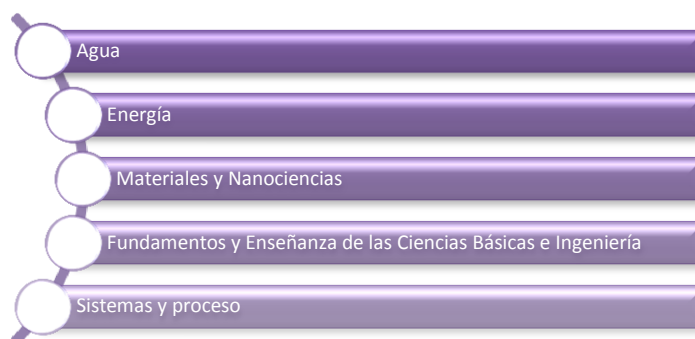 Agua
Energía
Materiales y Nanociencias
Fundamentos y Enseñanza de las Ciencias Básicas e Ingeniería
Sistemas y proceso